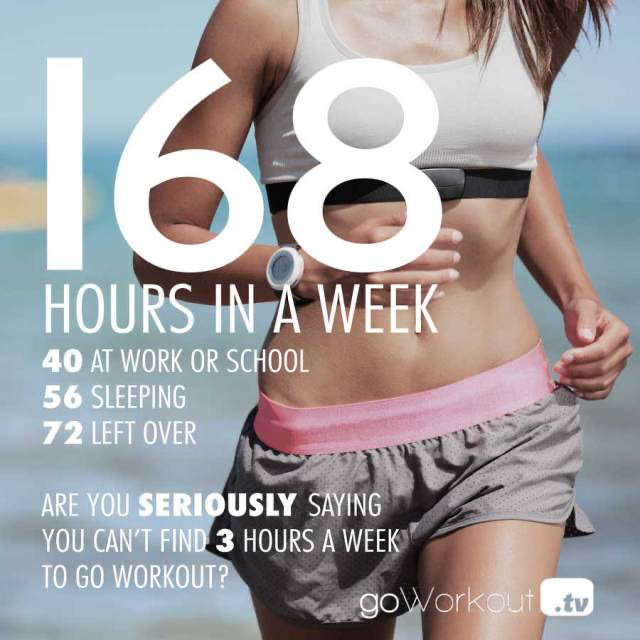 168
HOURS IN A WEEK
40 AT WORK OR SCHOOL
56 SLEEPING
72 LEFT OVER
ARE YOU SERIOUSLY SAYING
YOU CAN'T FIND 3 HOURS A WEEK
TO GO WORKOUT?
goWorkout.tv